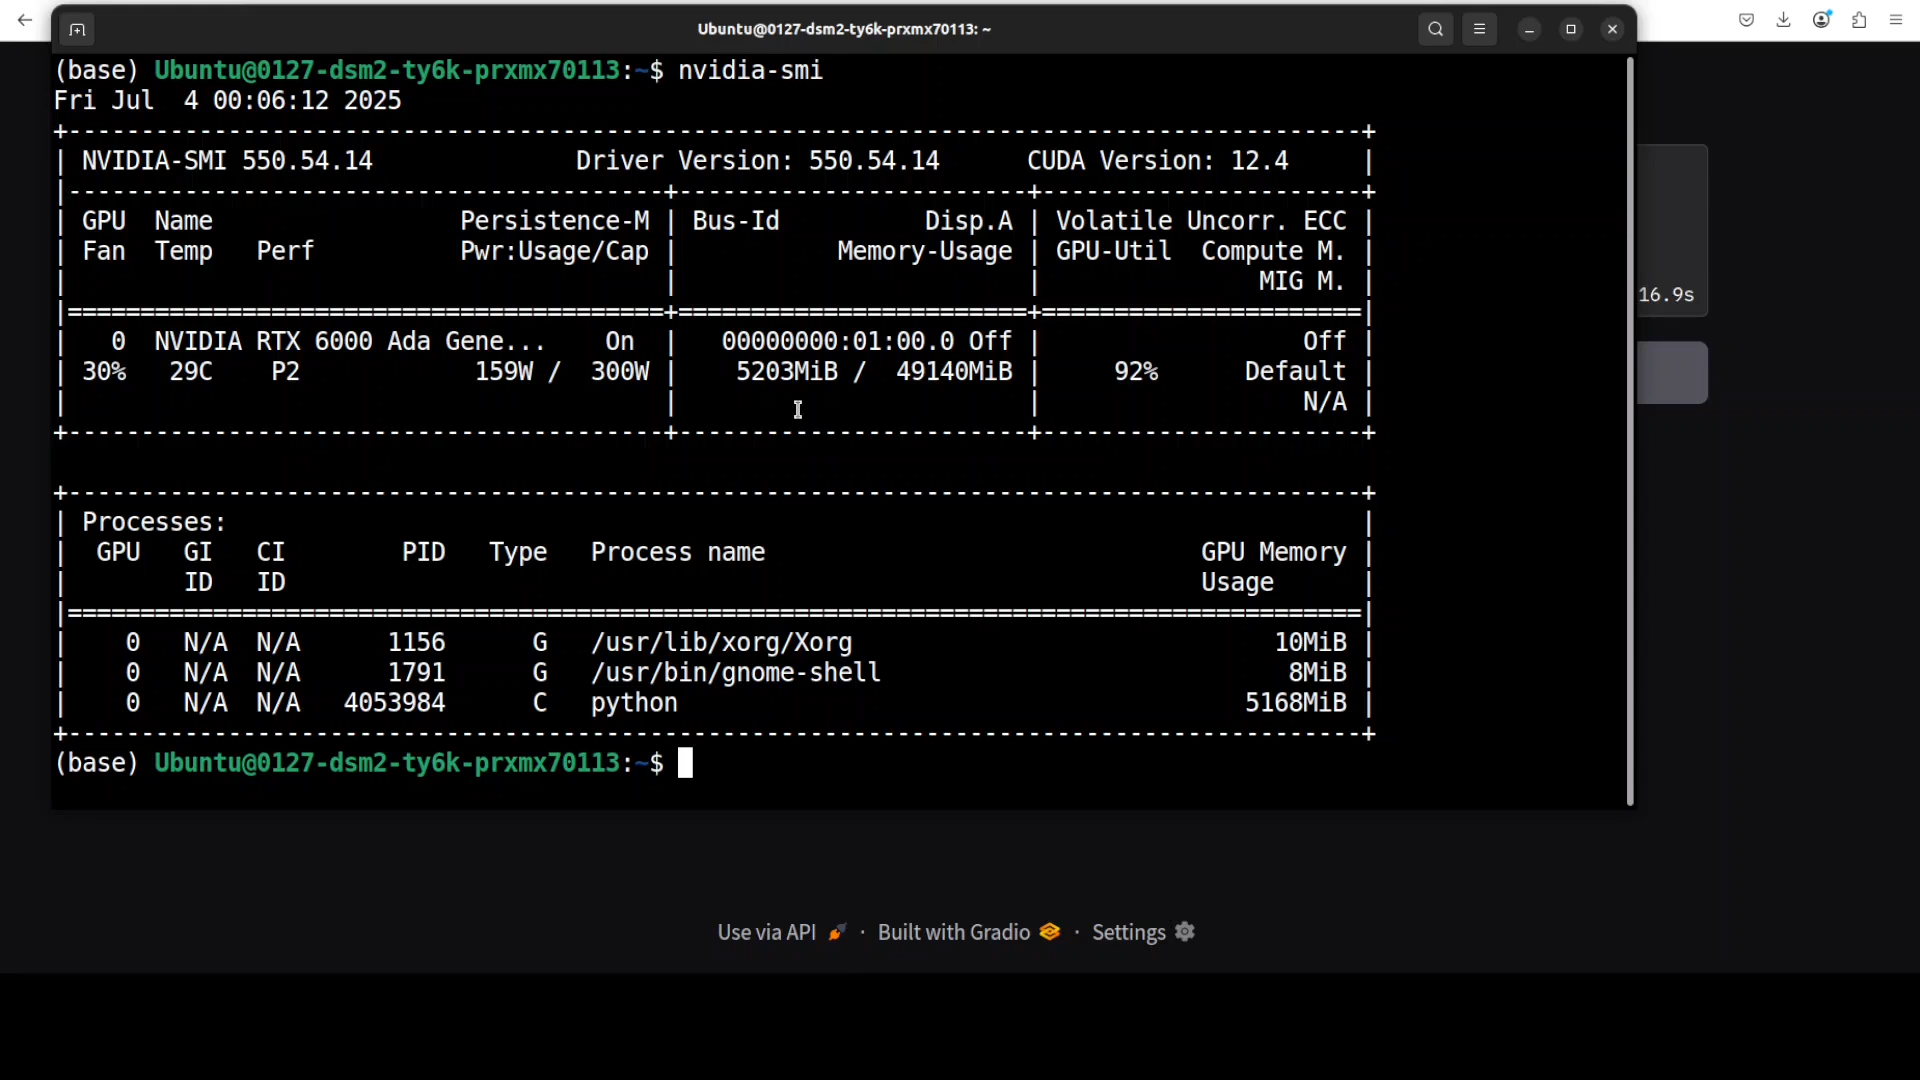 Ubuntu@0127-dsm2-ty6k-prxmx70113: ~
(base) Ubuntu@0127-dsm2-ty6k-prxmx70113:~$ nvidia-smi
Fri Jul  4 00:06:12 2025
+-----------------------------------------------------------------------------------------+
| NVIDIA-SMI 550.54.14              Driver Version: 550.54.14      CUDA Version: 12.4     |
|-----------------------------------------+------------------------+----------------------+
| GPU  Name                 Persistence-M | Bus-Id          Disp.A | Volatile Uncorr. ECC |
| Fan  Temp   Perf          Pwr:Usage/Cap |           Memory-Usage | GPU-Util  Compute M. |
|                                         |                        |               MIG M. |
|=========================================+========================+======================|
|   0  NVIDIA RTX 6000 Ada Gene...    On  |   00000000:01:00.0 Off |                  Off |
| 30%   29C    P2            159W /  300W |    5203MiB /  49140MiB |     92%      Default |
|                                         |                        |                  N/A |
+-----------------------------------------+------------------------+----------------------+
+-----------------------------------------------------------------------------------------+
| Processes:                                                                              |
|  GPU   GI   CI        PID   Type   Process name                              GPU Memory |
|        ID   ID                                                               Usage      |
|=========================================================================================|
|    0   N/A  N/A      1156      G   /usr/lib/xorg/Xorg                             10MiB |
|    0   N/A  N/A      1791      G   /usr/bin/gnome-shell                            8MiB |
|    0   N/A  N/A   4053984      C   python                                       5168MiB |
+-----------------------------------------------------------------------------------------+
(base) Ubuntu@0127-dsm2-ty6k-prxmx70113:~$
16.9s
Use via API · Built with Gradio · Settings